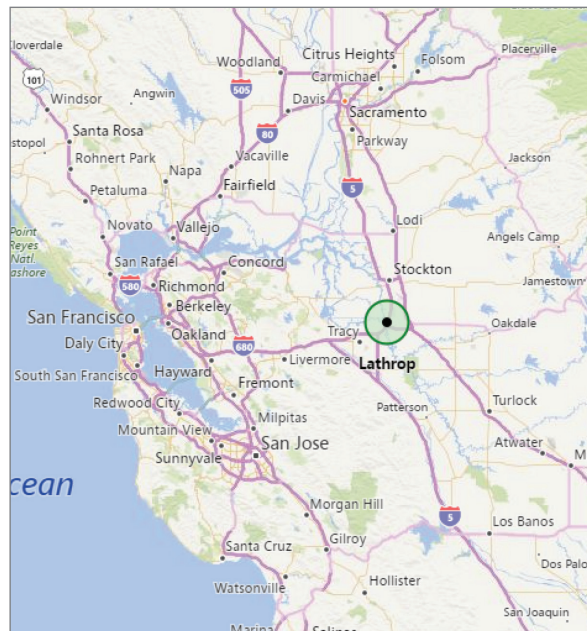 Cloverdale
Woodland
Citrus Heights
Folsom
Placerville
101
Angwin
505
Carmichael
Windsor
Davis
Sacramento
Santa Rosa
80
Parkway
Rohnert Park
Vacaville
Napa
Jackson
Petaluma
Fairfield
5
Novato
Vallejo
Lodi
Point
Reyes
Natl.
Angels Camp
San Rafael
Concord
Stockton
580
Richmond
Jamestown
Berkeley
San Francisco
Oakland
Tracy
Oakdale
Daly City
680
Livermore
Lathrop
South San Francisco
Hayward
Fremont
Redwood City
Patterson
Turlock
Milpitas
Mountain View
San Jose
Atwater
Sunnyvale
cean
Morgan Hill
5
Los Banos
Santa Cruz
Gilroy
Dos Palo
Watsonville
Hollister
San Joaquin
Marina